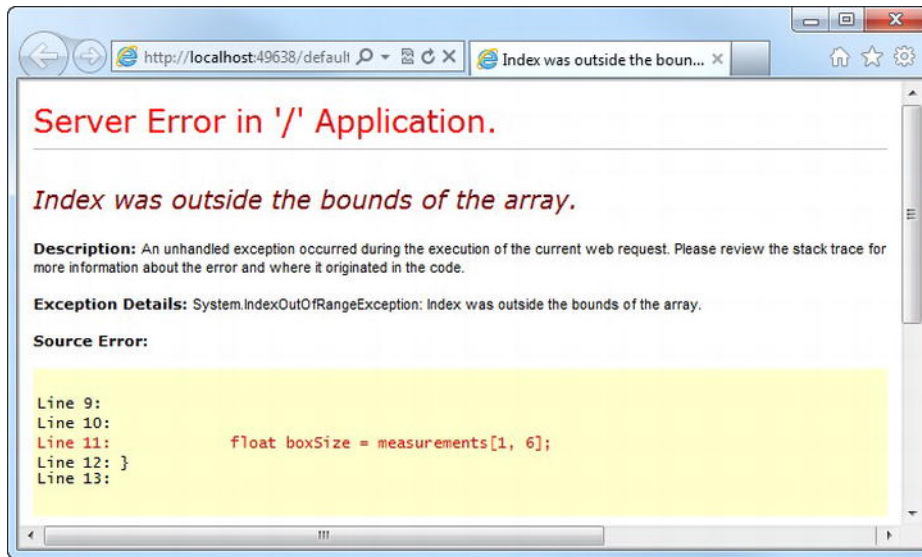 http://localhost:49638/default
Index was outside the boun...
Server Error in '/' Application.
Index was outside the bounds of the array.
Description: An unhandled exception occurred during the execution of the current web request. Please review the stack trace for
more information about the error and where it originated in the code.
Exception Details: System.IndexOutOfRangeException: Index was outside the bounds of the array.
Source Error:
Line 9:
Line 10:
Line 11:            float boxSize = measurements[1, 6];
Line 12: }
Line 13: